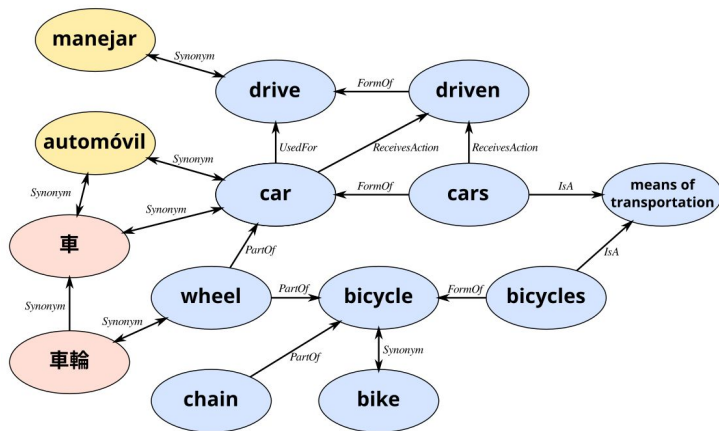 manejar
Synonym
drive
FormOf
driven
automóvil
Synonym
UsedFor
ReceivesAction
ReceivesAction
Synonym
car
FormOf
cars
IsA
means of
transportation
Synonym
車
PartOf
IsA
Synonym
wheel
PartOf
bicycle
FormOf
bicycles
Synonym
車輪
PartOf
Synonym
chain
bike